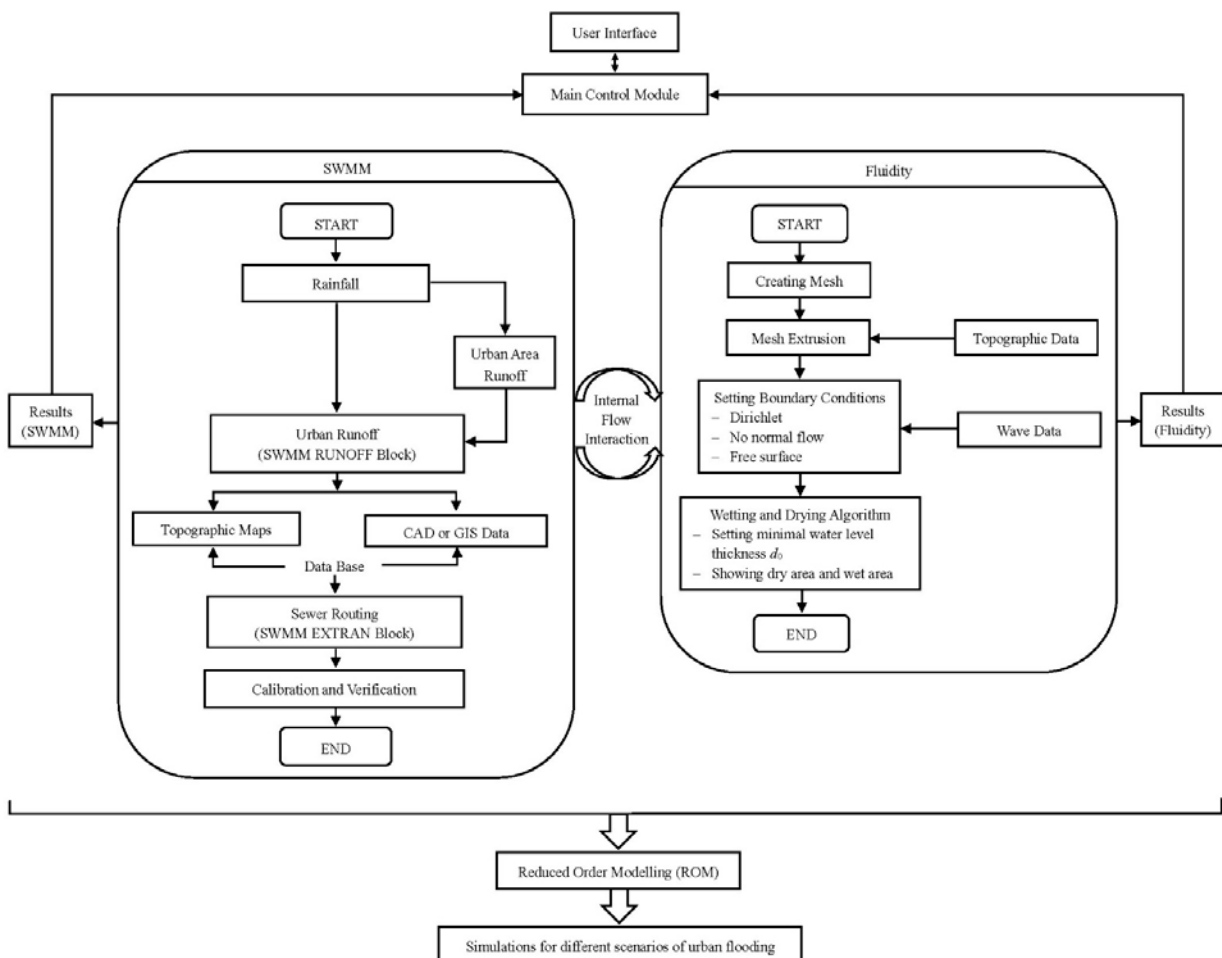 User Interface
Main Control Module
SWMM
START
Rainfall
Urban Area
Runoff
Urban Runoff
(SWMM RUNOFF Block)
Topographic Maps
CAD or GIS Data
Data Base
Sewer Routing
(SWMM EXTRAN Block)
Calibration and Verification
END
Results
(SWMM)
Internal
Flow
Interaction
Fluidity
START
Creating Mesh
Mesh Extrusion
Topographic Data
Setting Boundary Conditions
– Dirichlet
– No normal flow
– Free surface
Wave Data
Wetting and Drying Algorithm
– Setting minimal water level
thickness d₀
– Showing dry area and wet area
END
Results
(Fluidity)
Reduced Order Modelling (ROM)
Simulations for different scenarios of urban flooding